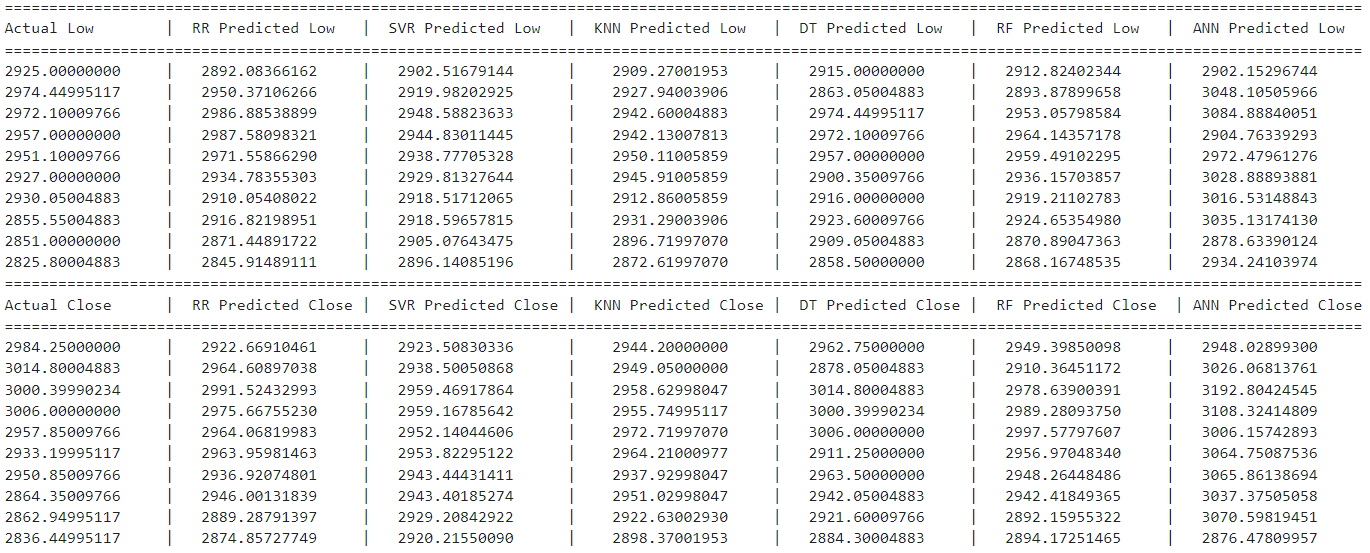 ==========================================================================================================================================================
Actual Low | RR Predicted Low | SVR Predicted Low | KNN Predicted Low | DT Predicted Low | RF Predicted Low | ANN Predicted Low
==========================================================================================================================================================
2925.00000000 | 2892.08366162 | 2902.51679144 | 2909.27001953 | 2915.00000000 | 2912.82402344 | 2902.15296744
2974.44995117 | 2950.37106266 | 2919.98202925 | 2927.94003906 | 2863.05004883 | 2893.87899658 | 3048.10505966
2972.10009766 | 2986.88538899 | 2948.58823633 | 2942.60004883 | 2974.44995117 | 2953.05798584 | 3084.88840051
2957.00000000 | 2987.58098321 | 2944.83011445 | 2942.13007813 | 2972.10009766 | 2964.14357178 | 2904.76339293
2951.10009766 | 2971.55866290 | 2938.77705328 | 2950.11005859 | 2957.00000000 | 2959.49102295 | 2972.47961276
2927.00000000 | 2934.78355303 | 2929.81327644 | 2945.91005859 | 2900.35009766 | 2936.15703857 | 3028.88893881
2930.05004883 | 2910.05408022 | 2918.51712065 | 2912.86005859 | 2916.00000000 | 2919.21102783 | 3016.53148843
2855.55004883 | 2916.82198951 | 2918.59657815 | 2931.29003906 | 2923.60009766 | 2924.65354980 | 3035.13174130
2851.00000000 | 2871.44891722 | 2905.07643475 | 2896.71997070 | 2909.05004883 | 2870.89047363 | 2878.63390124
2825.80004883 | 2845.91489111 | 2896.14085196 | 2872.61997070 | 2858.50000000 | 2868.16748535 | 2934.24103974
==========================================================================================================================================================
Actual Close | RR Predicted Close | SVR Predicted Close | KNN Predicted Close | DT Predicted Close | RF Predicted Close | ANN Predicted Close
==========================================================================================================================================================
2984.25000000 | 2922.66910461 | 2923.50830336 | 2944.20000000 | 2962.75000000 | 2949.39850098 | 2948.02899300
3014.80004883 | 2964.60897038 | 2938.50050868 | 2949.05000000 | 2878.05004883 | 2910.36451172 | 3026.06813761
3000.39990234 | 2991.52432993 | 2959.46917864 | 2958.62998047 | 3014.80004883 | 2978.63900391 | 3192.80424545
3006.00000000 | 2975.66755230 | 2959.16785642 | 2955.74995117 | 3000.39990234 | 2989.28093750 | 3108.32414809
2957.85009766 | 2964.06819983 | 2952.14044606 | 2972.71997070 | 3006.00000000 | 2997.57797607 | 3006.15742893
2933.19995117 | 2963.95981463 | 2953.82295122 | 2964.21000977 | 2911.25000000 | 2956.97048340 | 3064.75087536
2950.85009766 | 2936.92074801 | 2943.44431411 | 2937.92998047 | 2963.50000000 | 2948.26448486 | 3065.86138694
2864.35009766 | 2946.00131839 | 2943.40185274 | 2951.02998047 | 2942.05004883 | 2942.41849365 | 3037.37505058
2862.94995117 | 2889.28791397 | 2929.20842922 | 2922.63002930 | 2921.60009766 | 2892.15955322 | 3070.59819451
2836.44995117 | 2874.85727749 | 2920.21550090 | 2898.37001953 | 2884.30004883 | 2894.17251465 | 2876.47809957